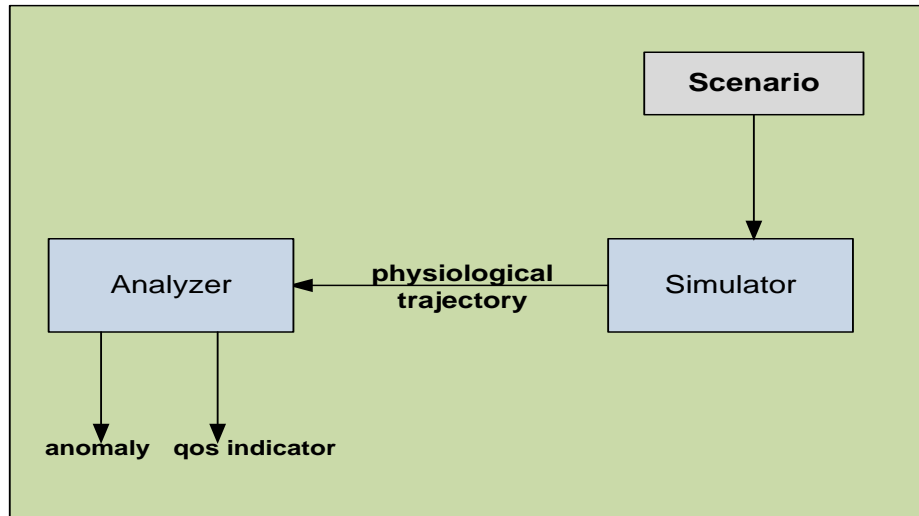 Scenario
Analyzer
physiological
trajectory
Simulator
anomaly
qos indicator